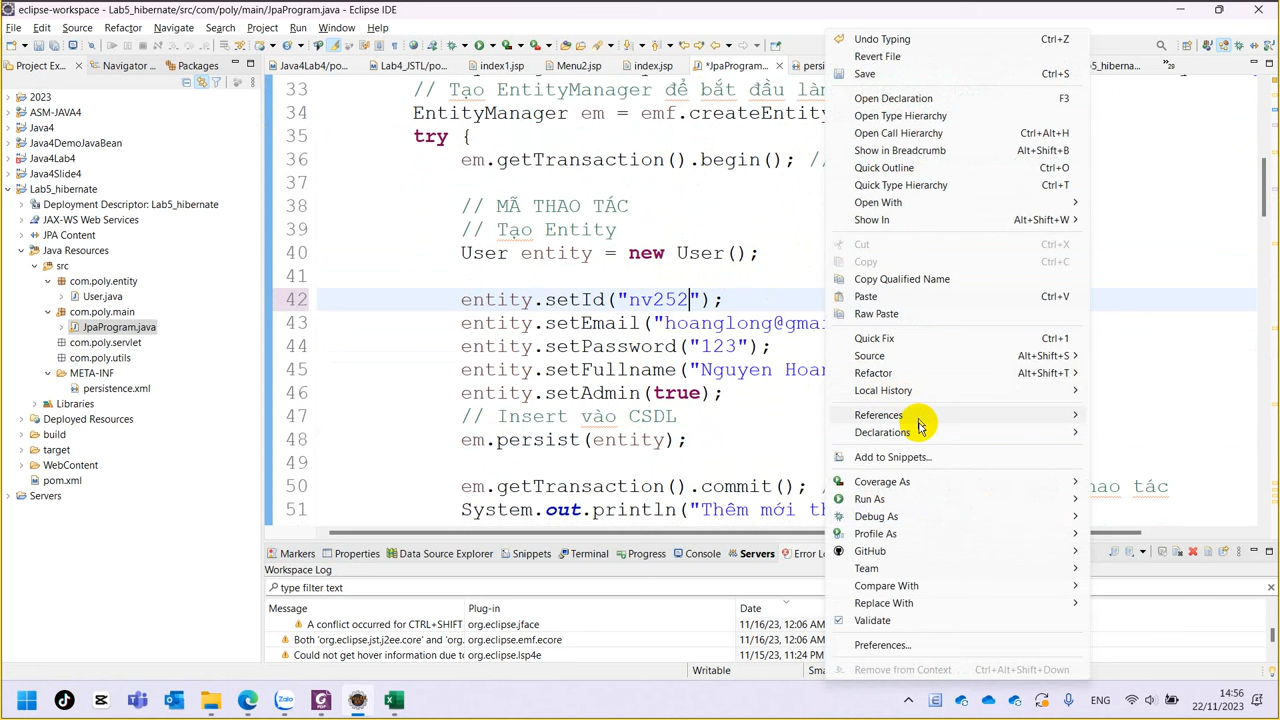 eclipse-workspace - Lab5_hibernate/src/com/poly/main/JpaProgram.java - Eclipse IDE
File Edit Source Refactor Navigate Search Project Run Window Help
Project Ex...
Navigator
Packages
Java4Lab4/po...
Lab4_JSTL/po...
index1.jsp
Menu2.jsp
index.jsp
*JpaProgram....
persi
b_hiberna...
29
2023
ASM-JAVA4
Java4
Java4DemoJavaBean
Java4Lab4
Java4Slide4
Lab5_hibernate
Deployment Descriptor: Lab5_hibernate
JAX-WS Web Services
JPA Content
Java Resources
src
com.poly.entity
User.java
com.poly.main
JpaProgram.java
com.poly.servlet
com.poly.utils
META-INF
persistence.xml
Libraries
Deployed Resources
build
target
WebContent
pom.xml
Servers
33 // Tạo EntityManager để bắt đầu làm
34 EntityManager em = emf.createEntity
35 try {
36 em.getTransaction().begin(); //
37
38 // MÃ THAO TÁC
39 // Tạo Entity
40 User entity = new User();
41
42 entity.setId("nv252");
43 entity.setEmail("hoanglong@gmai
44 entity.setPassword("123");
45 entity.setFullname("Nguyen Hoan
46 entity.setAdmin(true);
47 // Insert vào CSDL
48 em.persist(entity);
49
50 em.getTransaction().commit(); // hao tác
51 System.out.println("Thêm mới th
Undo Typing Ctrl+Z
Revert File
Save Ctrl+S
Open Declaration F3
Open Type Hierarchy
Open Call Hierarchy Ctrl+Alt+H
Show in Breadcrumb Alt+Shift+B
Quick Outline Ctrl+O
Quick Type Hierarchy Ctrl+T
Open With
Show In Alt+Shift+W
Cut Ctrl+X
Copy Ctrl+C
Copy Qualified Name
Paste Ctrl+V
Raw Paste
Quick Fix Ctrl+1
Source Alt+Shift+S
Refactor Alt+Shift+T
Local History
References
Declarations
Add to Snippets...
Coverage As
Run As
Debug As
Profile As
GitHub
Team
Compare With
Replace With
Validate
Preferences...
Remove from Context Ctrl+Alt+Shift+Down
Markers Properties Data Source Explorer Snippets Terminal Progress Console Servers Error Lo
Workspace Log
type filter text
Message Plug-in Date
A conflict occurred for CTRL+SHIFT org.eclipse.jface 11/16/23, 12:06 AM
Both 'org.eclipse.jst.j2ee.core' and 'org. org.eclipse.emf.ecore 11/16/23, 12:06 AM
Could not get hover information due to org.eclipse.lsp4e 11/15/23, 11:24 PM
Writable
Sma
Zalo
ENG
14:56
22/11/2023